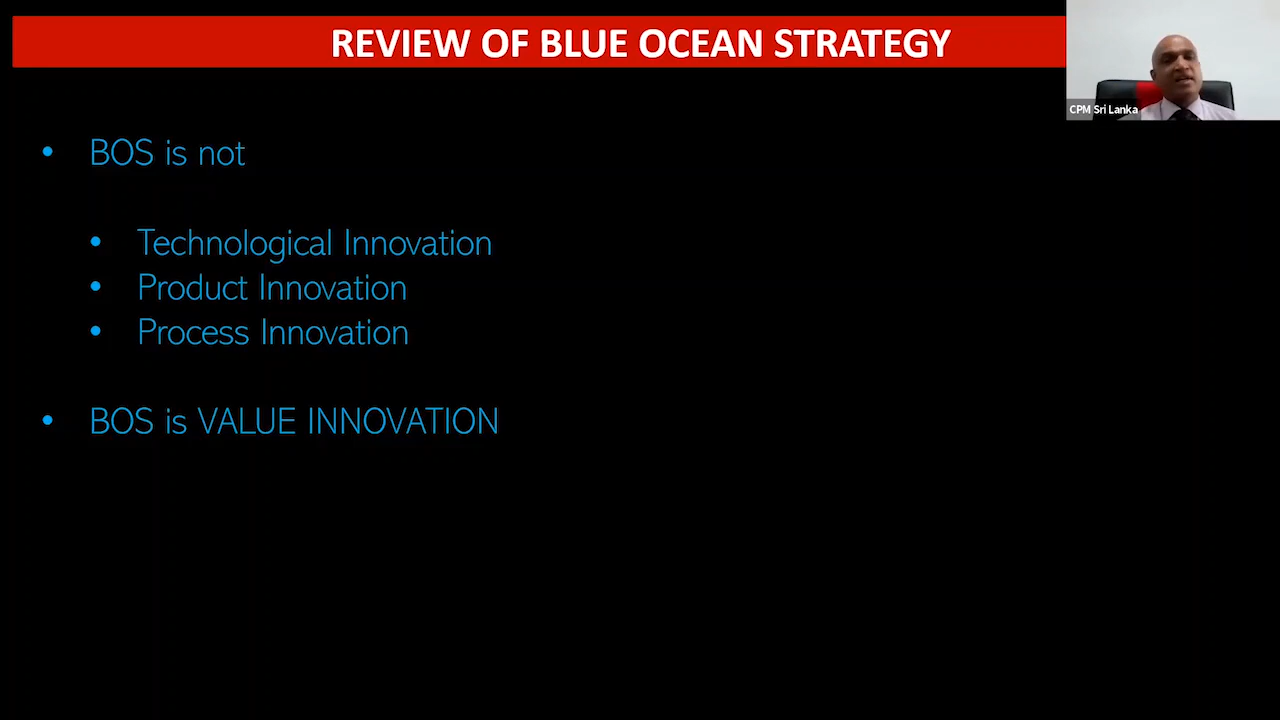 REVIEW OF BLUE OCEAN STRATEGY
CPM Sri Lanka
• BOS is not
• Technological Innovation
• Product Innovation
• Process Innovation
• BOS is VALUE INNOVATION